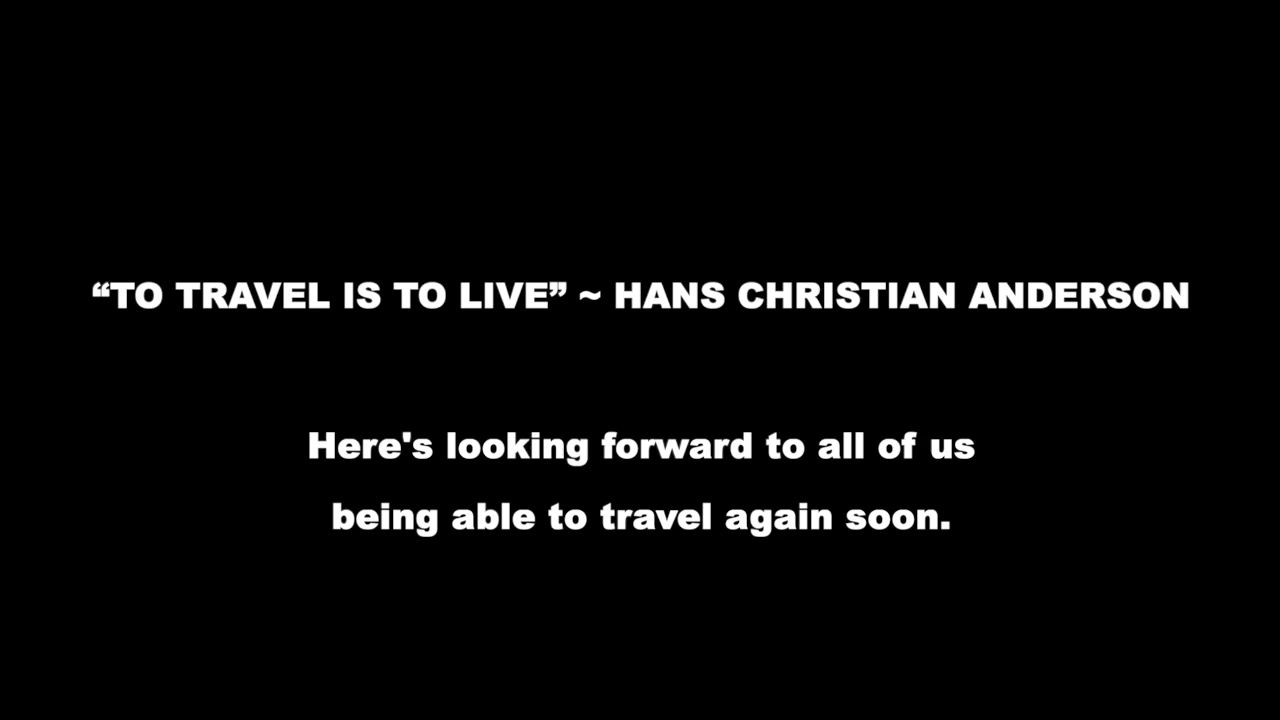 “TO TRAVEL IS TO LIVE” ~ HANS CHRISTIAN ANDERSON
Here's looking forward to all of us
being able to travel again soon.